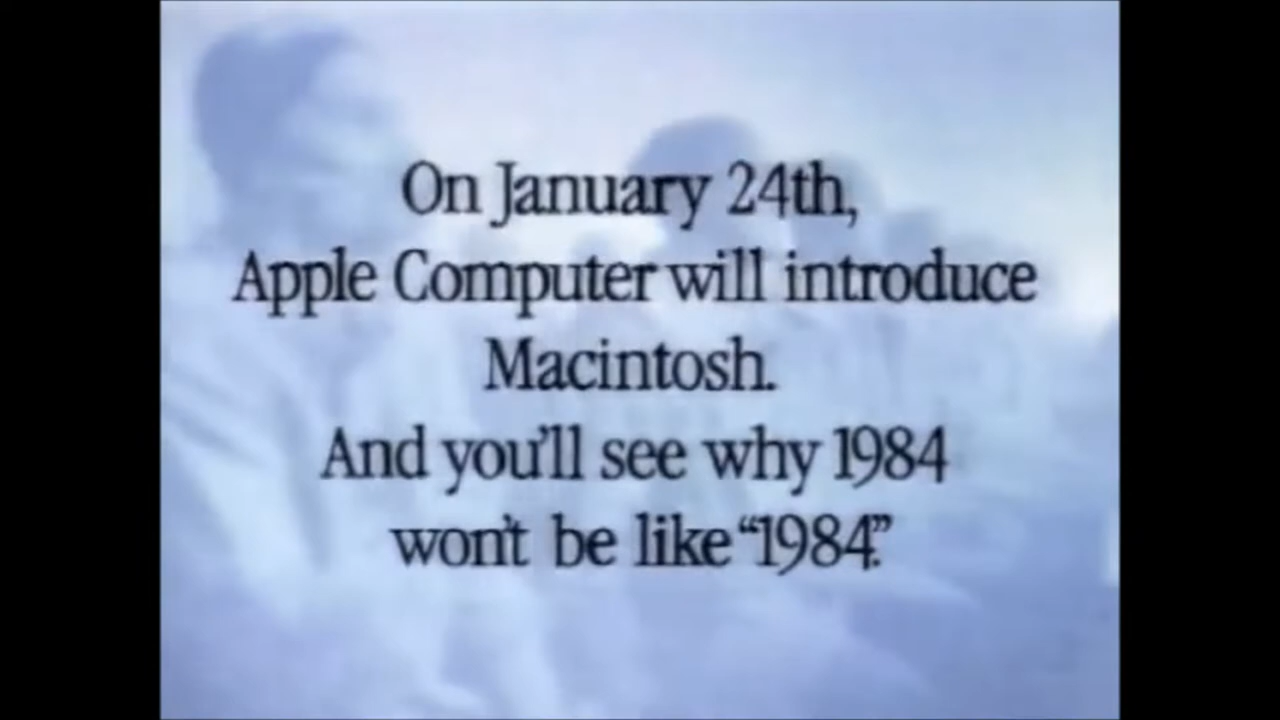 On January 24th,
Apple Computer will introduce
Macintosh.
And you'll see why 1984
won't be like “1984.”